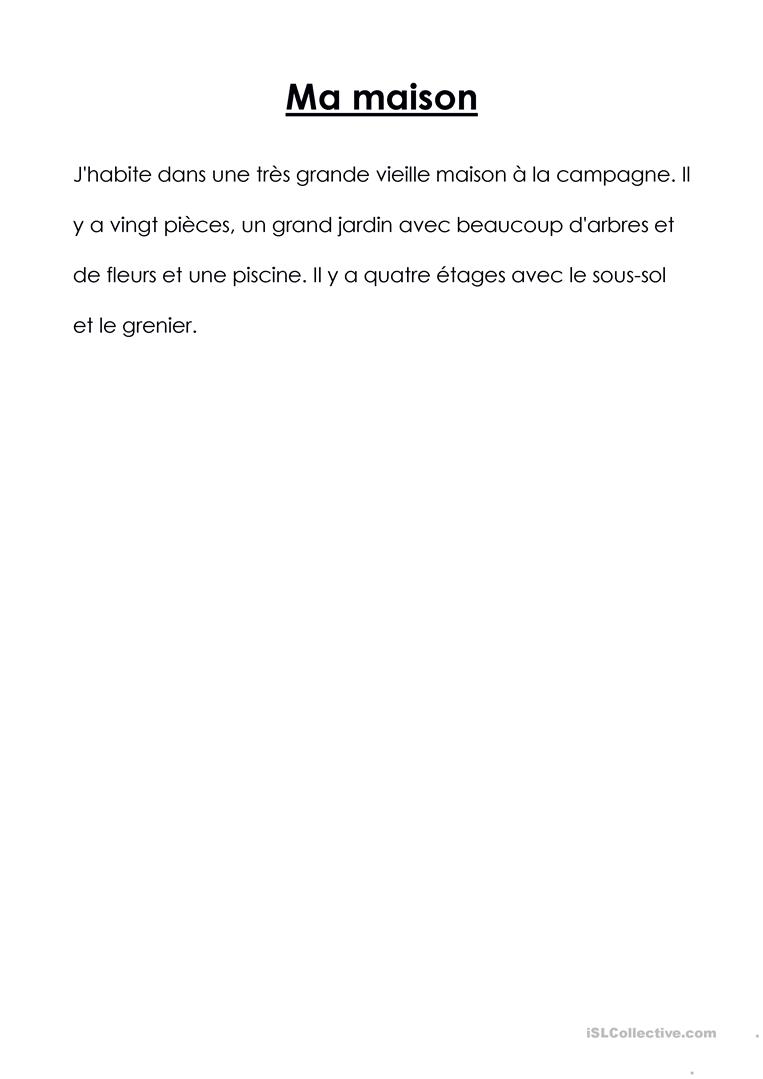 Ma maison
J'habite dans une très grande vieille maison à la campagne. Il
y a vingt pièces, un grand jardin avec beaucoup d'arbres et
de fleurs et une piscine. Il y a quatre étages avec le sous-sol
et le grenier.
iSLCollective.com